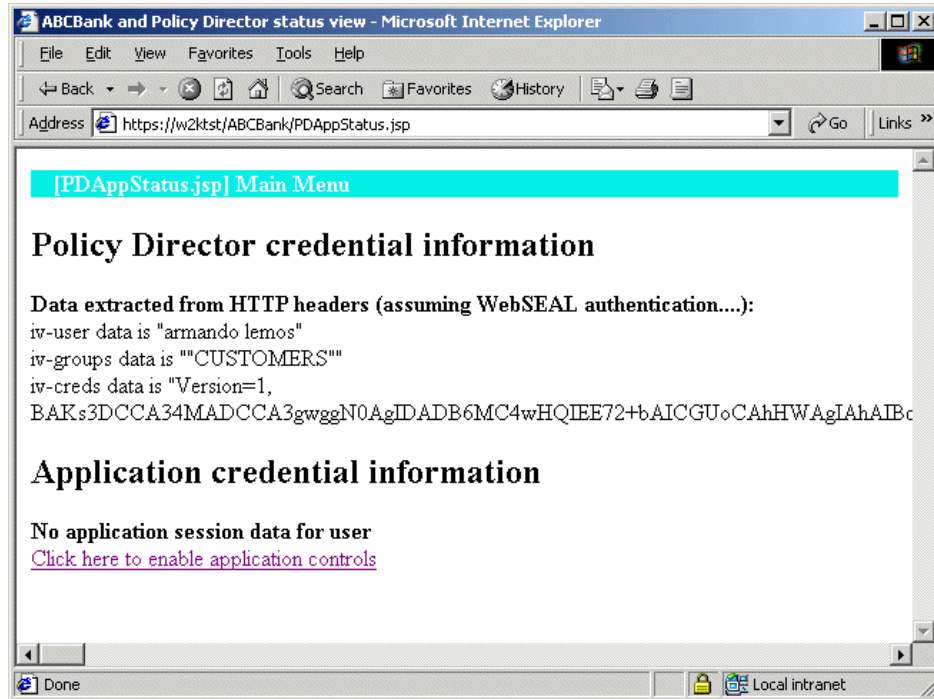 ABCBank and Policy Director status view - Microsoft Internet Explorer
File Edit View Favorites Tools Help
Back Search Favorites History
Address https://w2ktst/ABCBank/PDAppStatus.jsp Go Links »
[PDAppStatus.jsp] Main Menu
Policy Director credential information
Data extracted from HTTP headers (assuming WebSEAL authentication....):
iv-user data is "armando lemos"
iv-groups data is ""CUSTOMERS""
iv-creds data is "Version=1,
BAKs3DCCA34MADCCA3gwggN0AgIDADB6MC4wHQIEE72+bAICGUoCAhHWAgIAhAIBc
Application credential information
No application session data for user
Click here to enable application controls
Done Local intranet